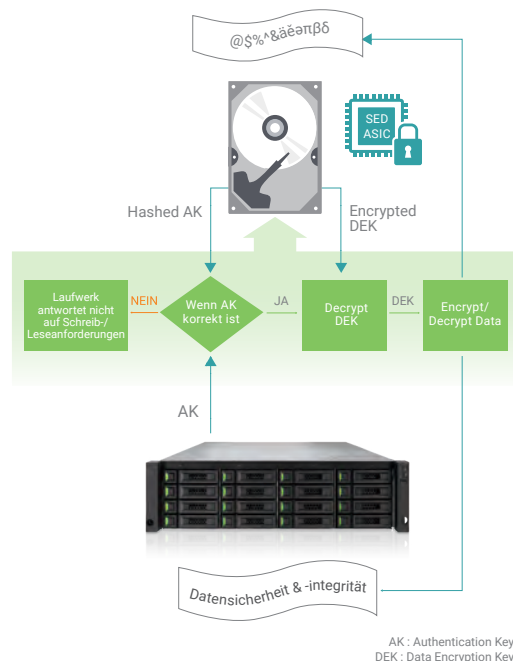 @$%^&äĕəπβδ
SED
ASIC
Hashed AK
Encrypted
DEK
Laufwerk
antwortet nicht
auf Schreib-/
Leseanforderungen
NEIN
Wenn AK
korrekt ist
JA
Decrypt
DEK
DEK
Encrypt/
Decrypt Data
AK
Datensicherheit & -integrität
AK : Authentication Key
DEK : Data Encryption Key